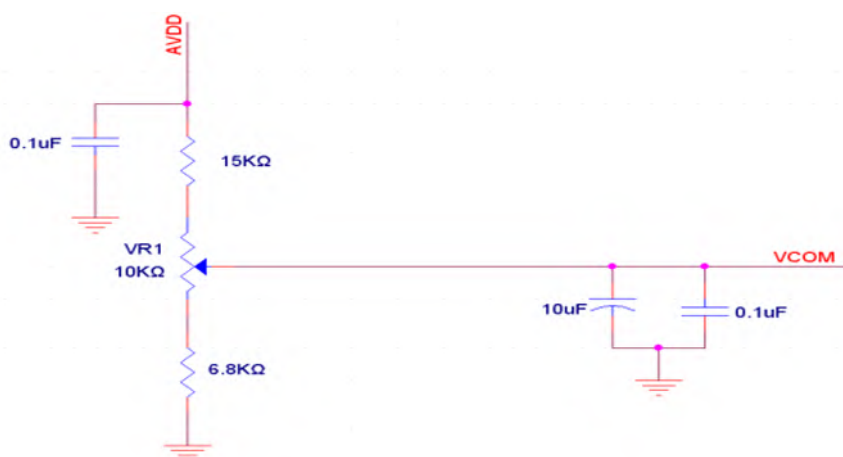 AVDD
0.1uF
15KΩ
VR1
10KΩ
VCOM
10uF
0.1uF
6.8KΩ